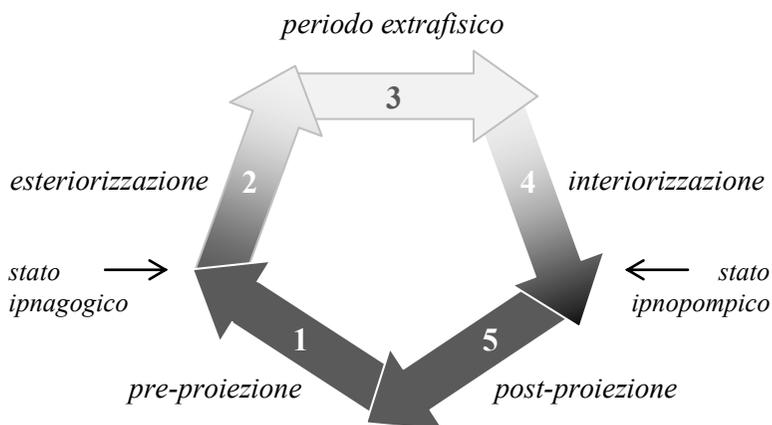 periodo extrafisico
3
esteriorizzazione
2
4
interiorizzazione
stato
ipnagogico
stato
ipnopompico
1
5
pre-proiezione
post-proiezione